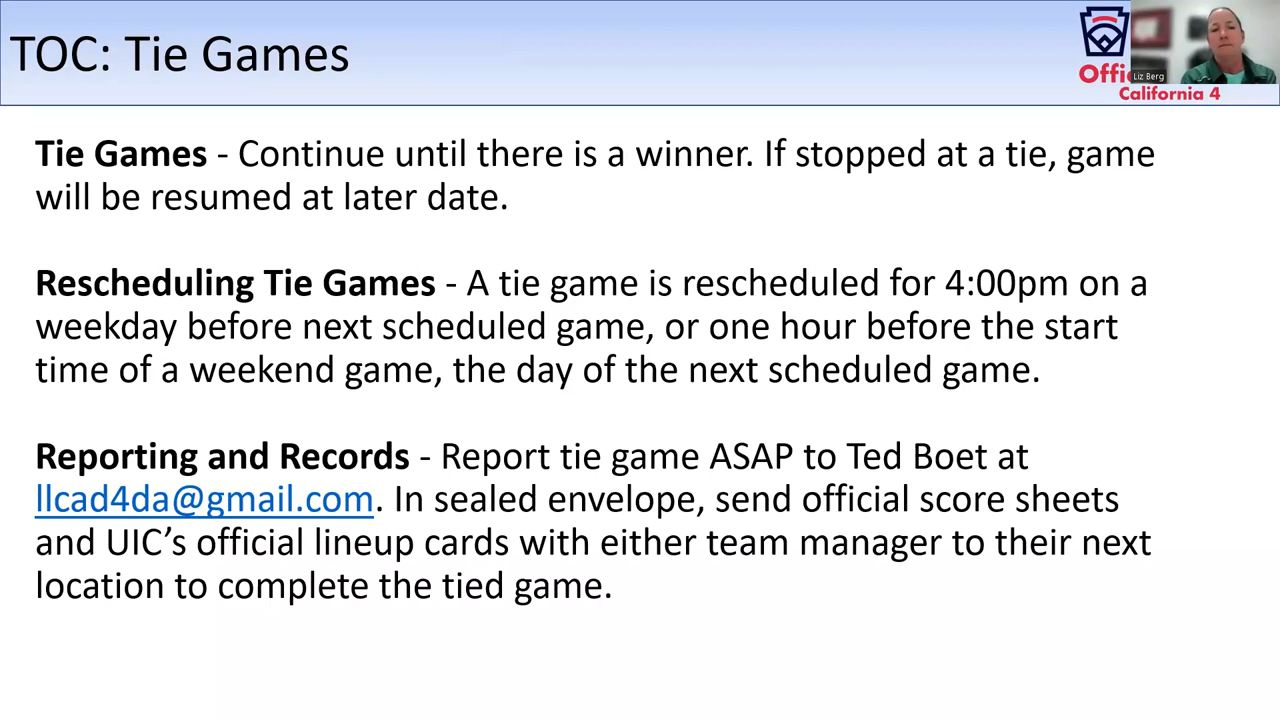 TOC: Tie Games
Offi
Liz Berg
California 4
Tie Games - Continue until there is a winner. If stopped at a tie, game
will be resumed at later date.
Rescheduling Tie Games - A tie game is rescheduled for 4:00pm on a
weekday before next scheduled game, or one hour before the start
time of a weekend game, the day of the next scheduled game.
Reporting and Records - Report tie game ASAP to Ted Boet at
llcad4da@gmail.com. In sealed envelope, send official score sheets
and UIC’s official lineup cards with either team manager to their next
location to complete the tied game.